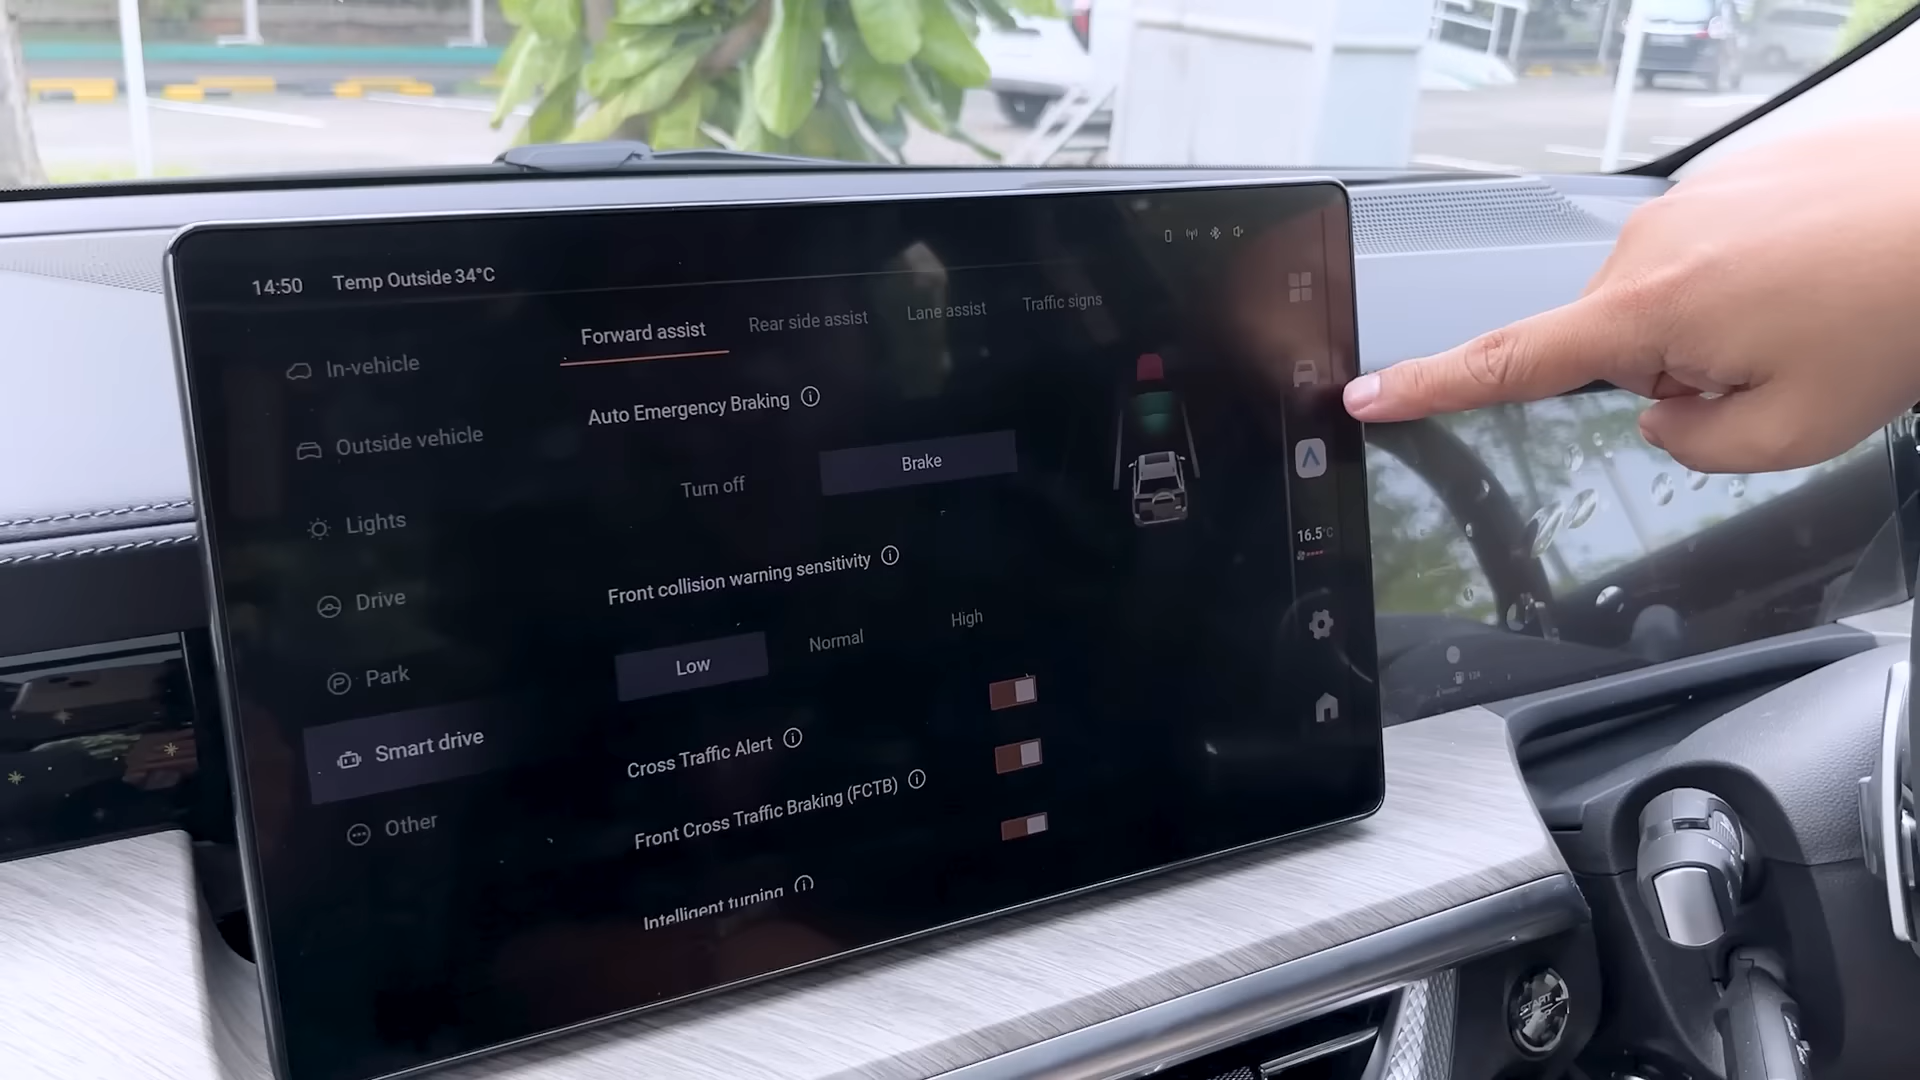 14:50 Temp Outside 34°C
In-vehicle
Outside vehicle
Lights
Drive
Park
Smart drive
Other
Forward assist Rear side assist Lane assist Traffic signs
Auto Emergency Braking
Turn off Brake
Front collision warning sensitivity
Low Normal High
Cross Traffic Alert
Front Cross Traffic Braking (FCTB)
Intelligent turning
16.5°C
START